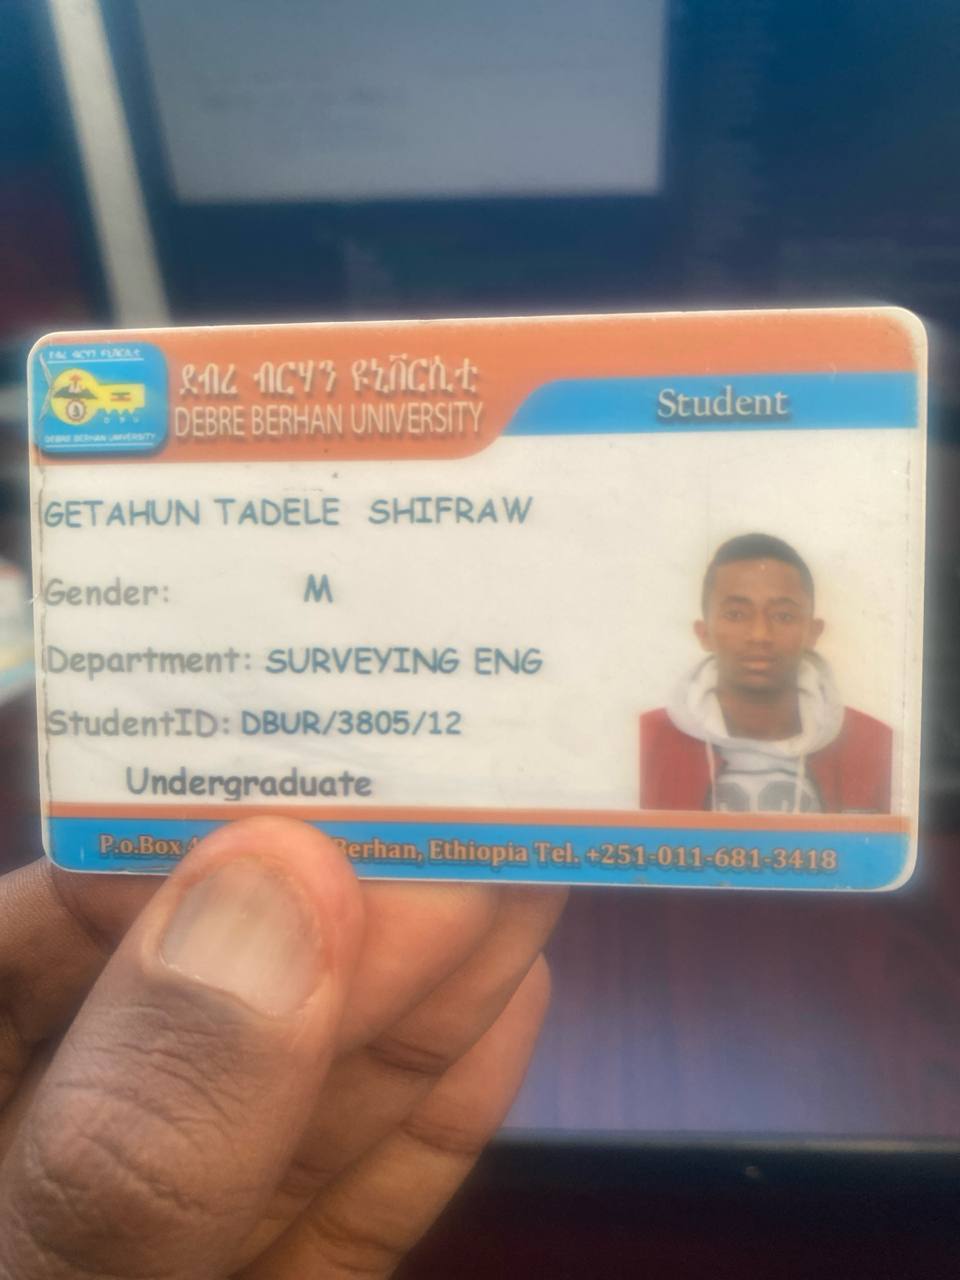 ደብረ ብርሃን ዩኒቨርሲቲ
DEBRE BERHAN UNIVERSITY
Student
DEBRE BERHAN UNIVERSITY
GETAHUN TADELE SHIFRAW
Gender: M
Department: SURVEYING ENG
StudentID: DBUR/3805/12
Undergraduate
P.o.Box Berhan, Ethiopia Tel. +251-011-681-3418